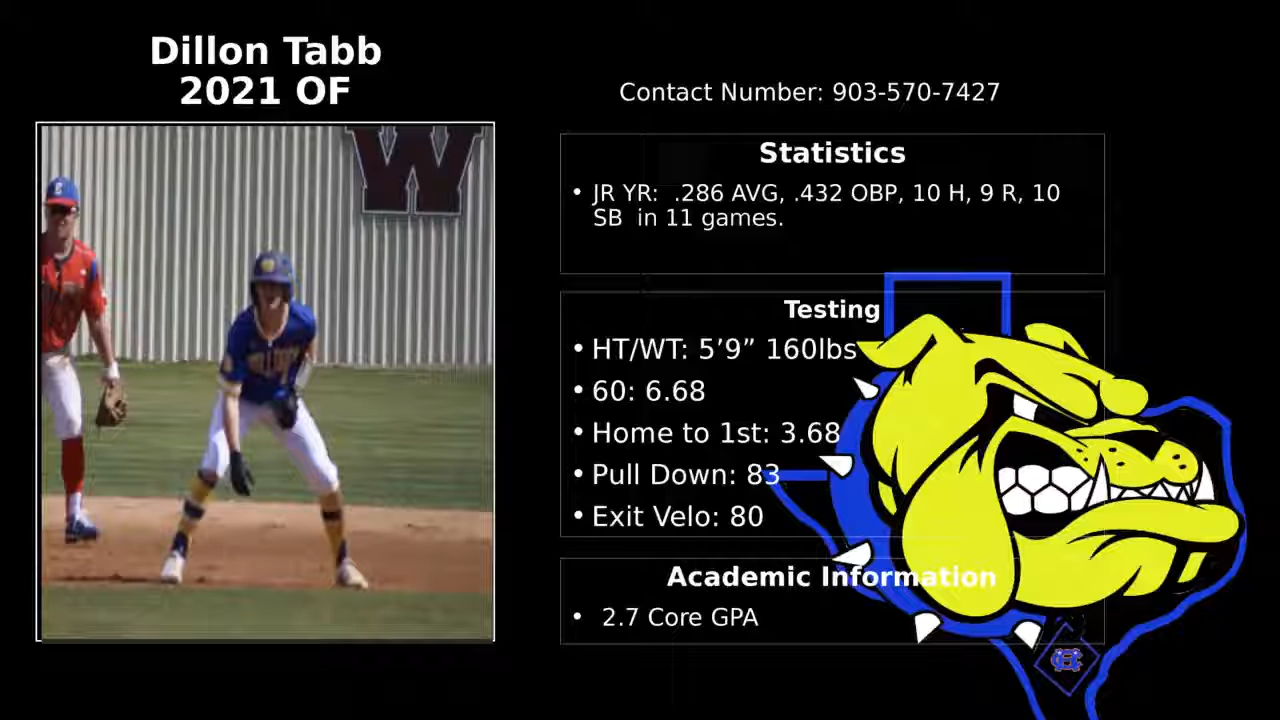 Dillon Tabb
2021 OF
Contact Number: 903-570-7427
Statistics
• JR YR:  .286 AVG, .432 OBP, 10 H, 9 R, 10
SB  in 11 games.
Testing
• HT/WT: 5’9” 160lbs
• 60: 6.68
• Home to 1st: 3.68
• Pull Down: 83
• Exit Velo: 80
Academic Information
• 2.7 Core GPA
W